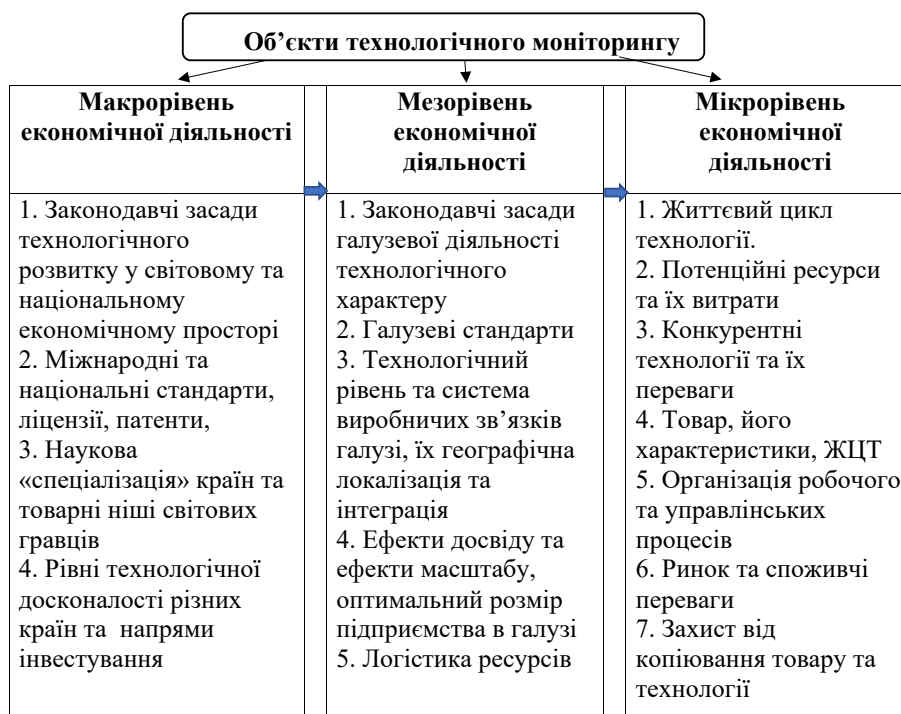 Об’єкти технологічного моніторингу
Макрорівень
економічної діяльності
Мезорівень
економічної
діяльності
Мікрорівень
економічної
діяльності
1. Законодавчі засади
технологічного
розвитку у світовому та
національному
економічному просторі
2. Міжнародні та
національні стандарти,
ліцензії, патенти,
3. Наукова
«спеціалізація» країн та
товарні ніші світових
гравців
4. Рівні технологічної
досконалості різних
країн та напрями
інвестування
1. Законодавчі засади
галузевої діяльності
технологічного
характеру
2. Галузеві стандарти
3. Технологічний
рівень та система
виробничих зв’язків
галузі, їх географічна
локалізація та
інтеграція
4. Ефекти досвіду та
ефекти масштабу,
оптимальний розмір
підприємства в галузі
5. Логістика ресурсів
1. Життєвий цикл
технології.
2. Потенційні ресурси
та їх витрати
3. Конкурентні
технології та їх
переваги
4. Товар, його
характеристики, ЖЦТ
5. Організація робочого
та управлінських
процесів
6. Ринок та споживчі
переваги
7. Захист від
копіювання товару та
технології